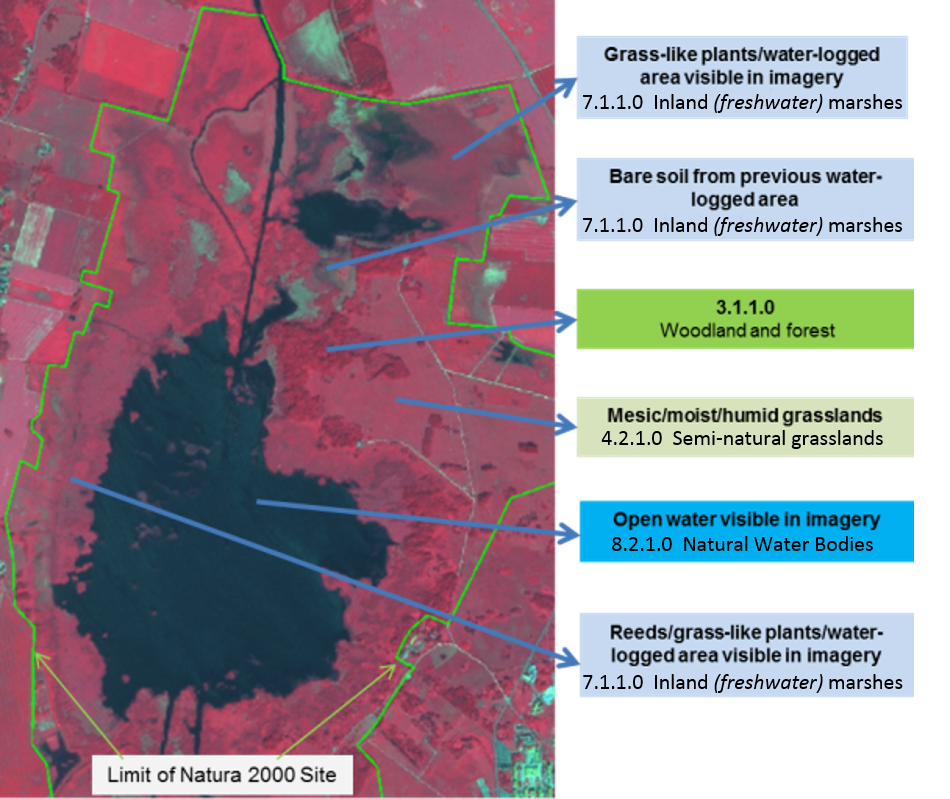 Grass-like plants/water-logged
area visible in imagery
7.1.1.0 Inland (freshwater) marshes
Bare soil from previous water-
logged area
7.1.1.0 Inland (freshwater) marshes
3.1.1.0
Woodland and forest
Mesic/moist/humid grasslands
4.2.1.0 Semi-natural grasslands
Open water visible in imagery
8.2.1.0 Natural Water Bodies
Reeds/grass-like plants/water-
logged area visible in imagery
7.1.1.0 Inland (freshwater) marshes
Limit of Natura 2000 Site